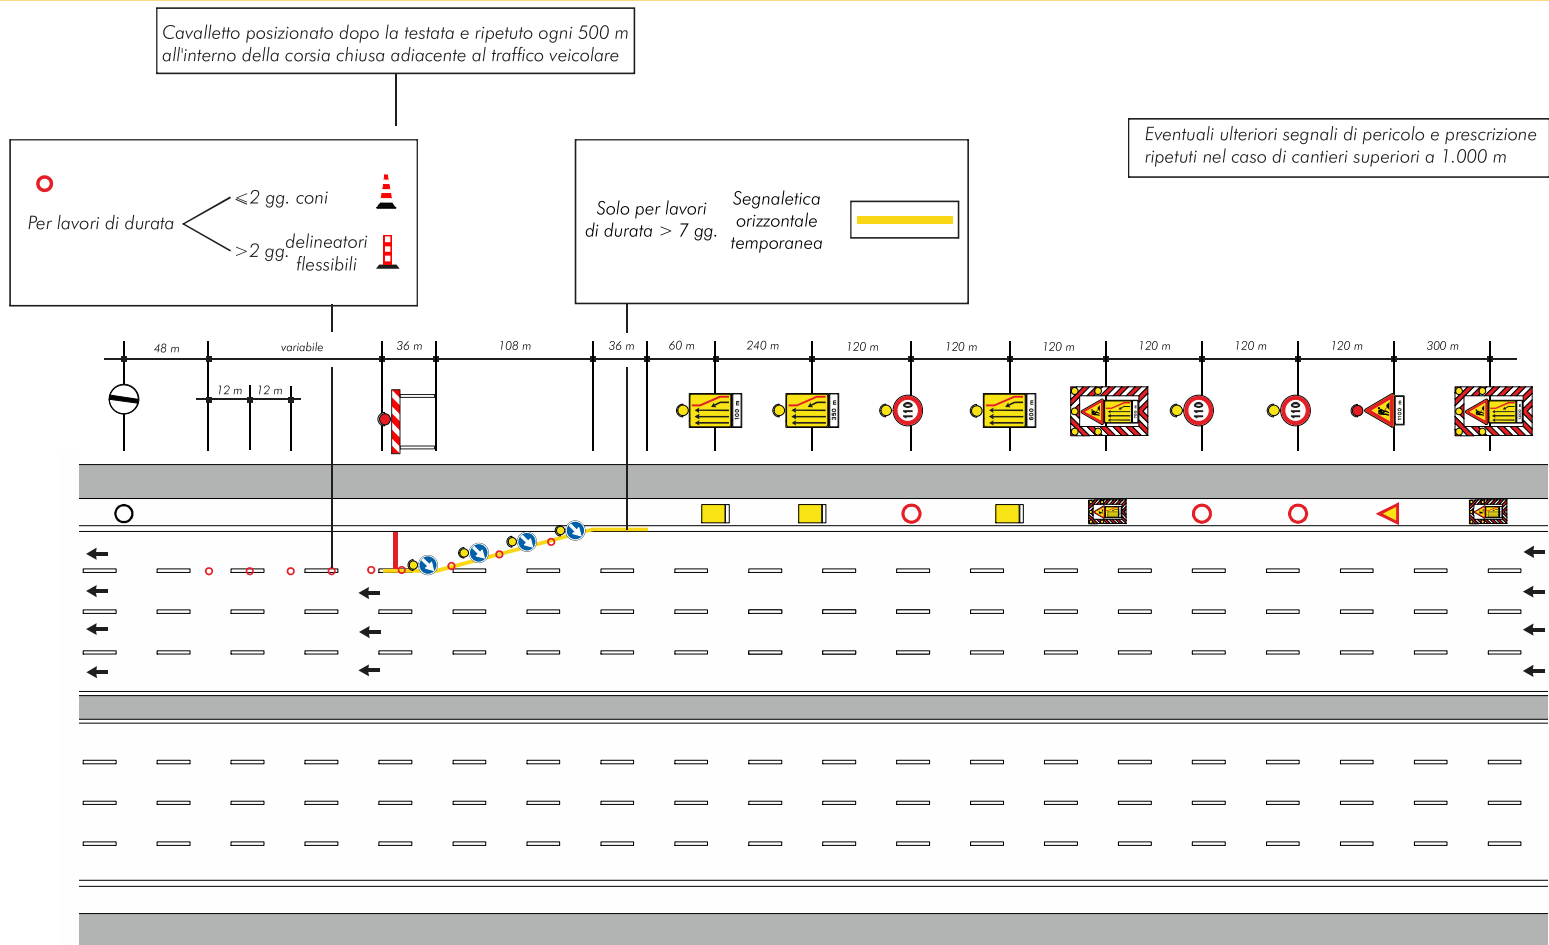 Cavalletto posizionato dopo la testata e ripetuto ogni 500 m
all'interno della corsia chiusa adiacente al traffico veicolare
Eventuali ulteriori segnali di pericolo e prescrizione
ripetuti nel caso di cantieri superiori a 1.000 m
Per lavori di durata
⩽2 gg. coni
>2 gg. delineatori
flessibili
Solo per lavori
di durata > 7 gg.
Segnaletica
orizzontale
temporanea
48 m
variabile
36 m
108 m
36 m
60 m
240 m
120 m
120 m
120 m
120 m
120 m
120 m
300 m
12 m
12 m
100 m
350 m
110
600 m
110
110